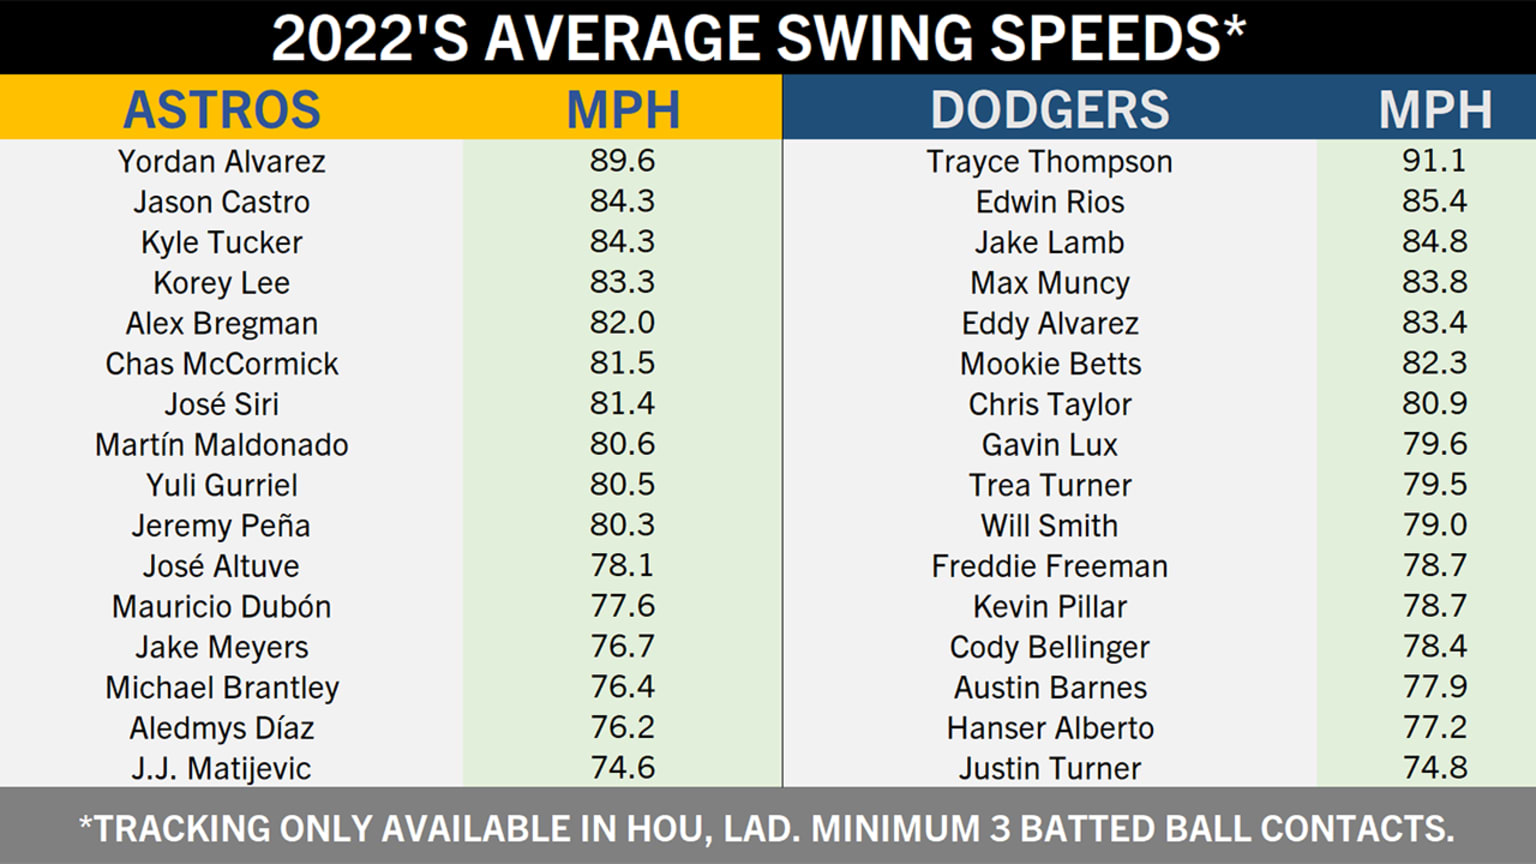 2022'S AVERAGE SWING SPEEDS*
ASTROS MPH DODGERS MPH
Yordan Alvarez 89.6 Trayce Thompson 91.1
Jason Castro 84.3 Edwin Rios 85.4
Kyle Tucker 84.3 Jake Lamb 84.8
Korey Lee 83.3 Max Muncy 83.8
Alex Bregman 82.0 Eddy Alvarez 83.4
Chas McCormick 81.5 Mookie Betts 82.3
José Siri 81.4 Chris Taylor 80.9
Martín Maldonado 80.6 Gavin Lux 79.6
Yuli Gurriel 80.5 Trea Turner 79.5
Jeremy Peña 80.3 Will Smith 79.0
José Altuve 78.1 Freddie Freeman 78.7
Mauricio Dubón 77.6 Kevin Pillar 78.7
Jake Meyers 76.7 Cody Bellinger 78.4
Michael Brantley 76.4 Austin Barnes 77.9
Aledmys Díaz 76.2 Hanser Alberto 77.2
J.J. Matijevic 74.6 Justin Turner 74.8
*TRACKING ONLY AVAILABLE IN HOU, LAD. MINIMUM 3 BATTED BALL CONTACTS.